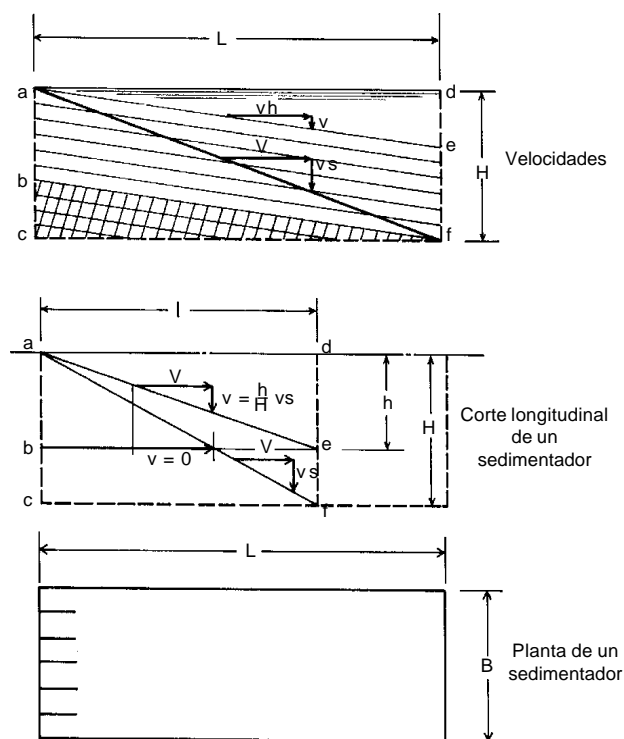 L
a
d
vh
v
e
V
vs
H
Velocidades
b
c
f
l
a
d
V
v = h/H vs
h
H
Corte longitudinal
de un
sedimentador
b
v = 0
V
e
vs
c
f
L
B
Planta de un
sedimentador